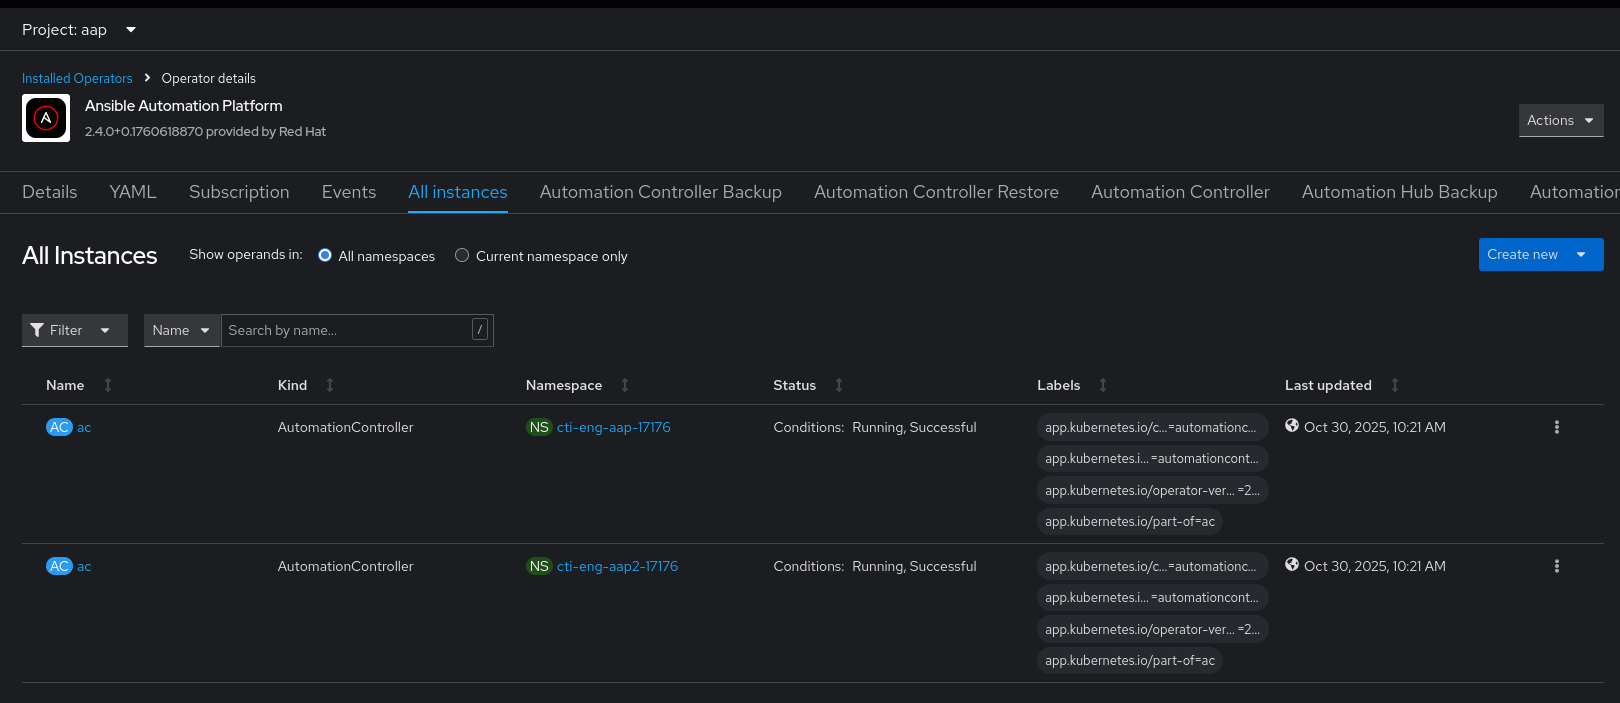 Project: aap
Installed Operators Operator details
Ansible Automation Platform
2.4.0+0.1760618870 provided by Red Hat
Actions
Details YAML Subscription Events All instances Automation Controller Backup Automation Controller Restore Automation Controller Automation Hub Backup Automation
All Instances Show operands in: All namespaces Current namespace only Create new
Filter Name Search by name... /
Name Kind Namespace Status Labels Last updated
AC ac AutomationController NS cti-eng-aap-17176 Conditions: Running, Successful app.kubernetes.io/c...=automationc... Oct 30, 2025, 10:21 AM
app.kubernetes.i...=automationcont...
app.kubernetes.io/operator-ver...=2...
app.kubernetes.io/part-of=ac
AC ac AutomationController NS cti-eng-aap2-17176 Conditions: Running, Successful app.kubernetes.io/c...=automationc... Oct 30, 2025, 10:21 AM
app.kubernetes.i...=automationcont...
app.kubernetes.io/operator-ver...=2...
app.kubernetes.io/part-of=ac